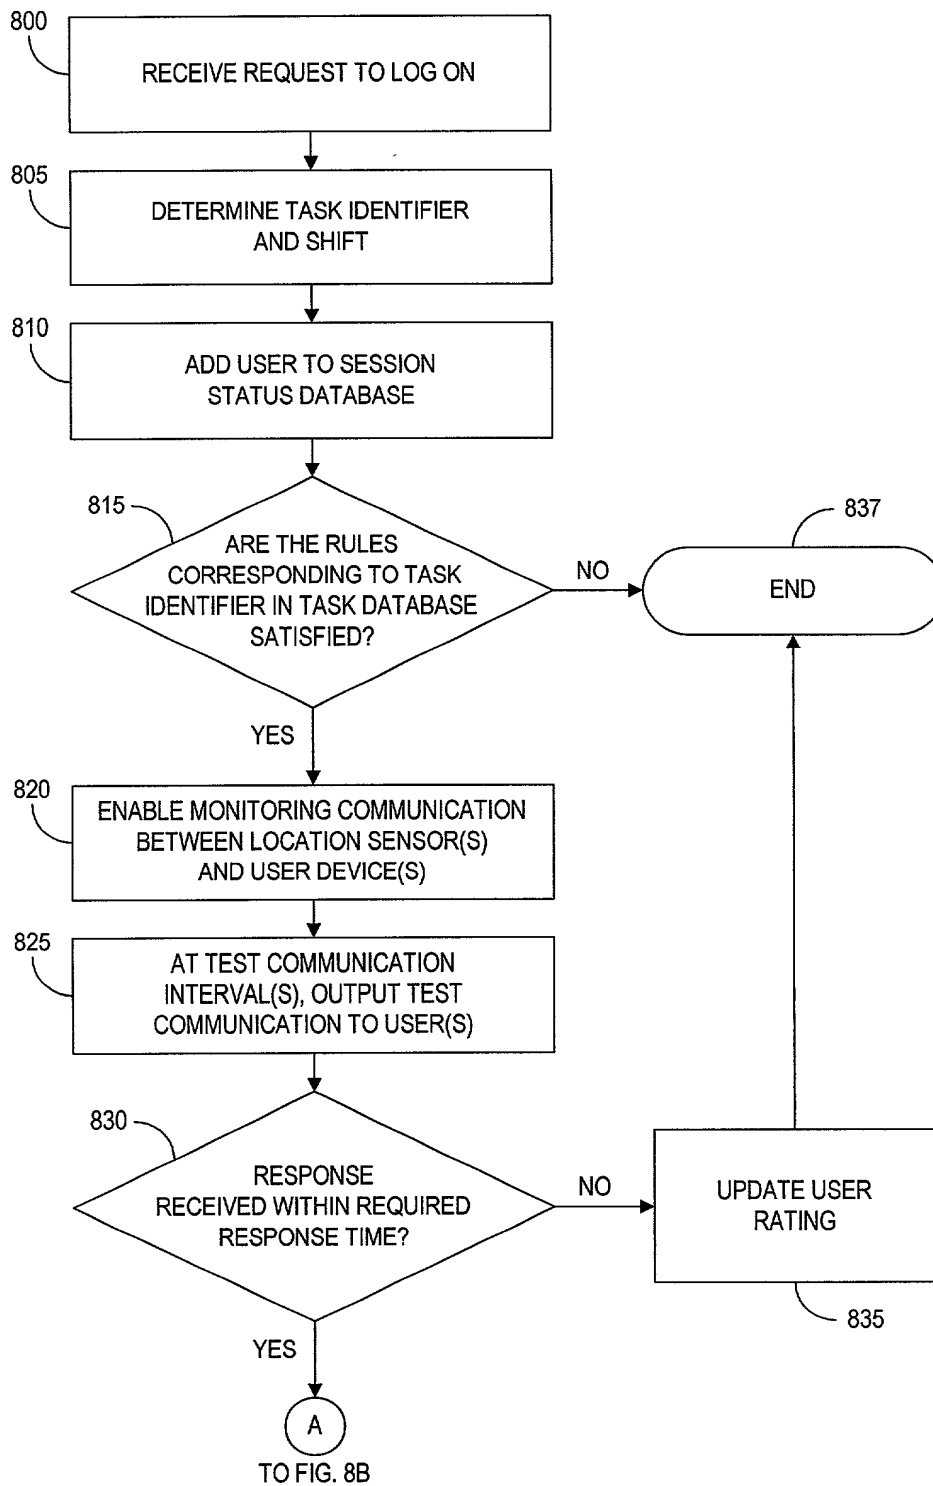 800
RECEIVE REQUEST TO LOG ON
805
DETERMINE TASK IDENTIFIER
AND SHIFT
810
ADD USER TO SESSION
STATUS DATABASE
815
ARE THE RULES
CORRESPONDING TO TASK
IDENTIFIER IN TASK DATABASE
SATISFIED?
NO
837
END
YES
820
ENABLE MONITORING COMMUNICATION
BETWEEN LOCATION SENSOR(S)
AND USER DEVICE(S)
825
AT TEST COMMUNICATION
INTERVAL(S), OUTPUT TEST
COMMUNICATION TO USER(S)
830
RESPONSE
RECEIVED WITHIN REQUIRED
RESPONSE TIME?
NO
UPDATE USER
RATING
835
YES
A
TO FIG. 8B